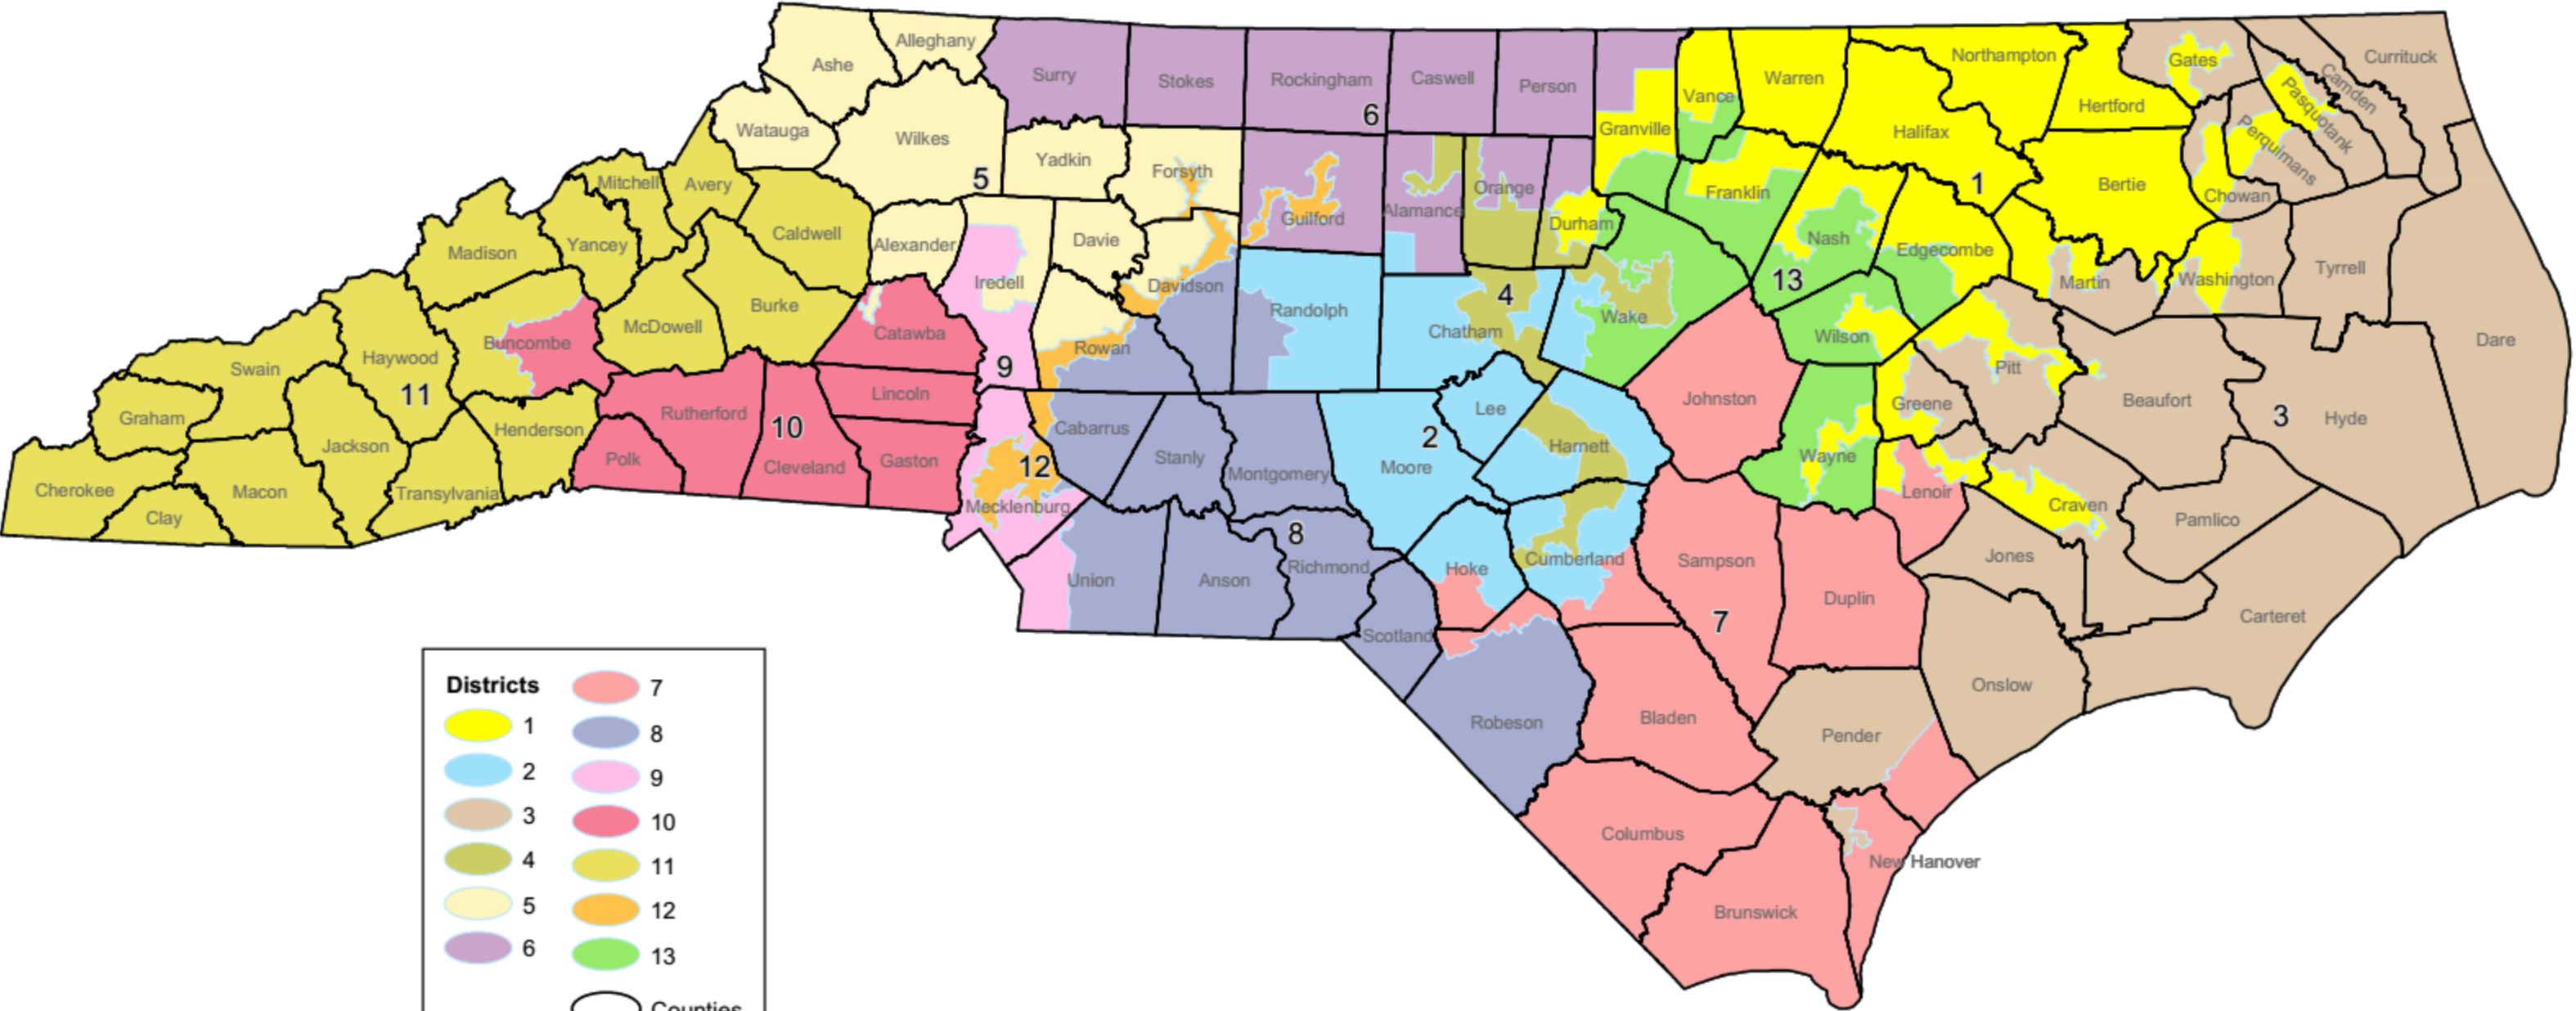 Ashe
Alleghany
Surry
Stokes
Rockingham
Caswell
Person
6
Granville
Vance
Warren
Northampton
Halifax
Hertford
Gates
Pasquotank
Camden
Currituck
Perquimans
Chowan
Watauga
Wilkes
5
Yadkin
Forsyth
Guilford
Alamance
Orange
Durham
Franklin
Nash
Edgecombe
1
Bertie
Martin
Washington
Tyrrell
Dare
Mitchell
Avery
Caldwell
Alexander
Iredell
Davie
Davidson
Randolph
Chatham
4
Wake
13
Wilson
Pitt
Greene
Beaufort
3
Hyde
Madison
Yancey
McDowell
Burke
Catawba
9
Rowan
Buncombe
Swain
Haywood
11
Graham
Jackson
Henderson
Rutherford
10
Lincoln
Cleveland
Gaston
Polk
Cherokee
Macon
Clay
Transylvania
12
Mecklenburg
Cabarrus
Stanly
Montgomery
2
Moore
Lee
Harnett
Johnston
Wayne
Lenoir
Craven
Pamlico
Jones
Carteret
Union
Anson
8
Richmond
Scotland
Hoke
Cumberland
Sampson
7
Duplin
Onslow
Robeson
Bladen
Pender
Columbus
New Hanover
Brunswick
Districts
1
2
3
4
5
6
7
8
9
10
11
12
13
Counties